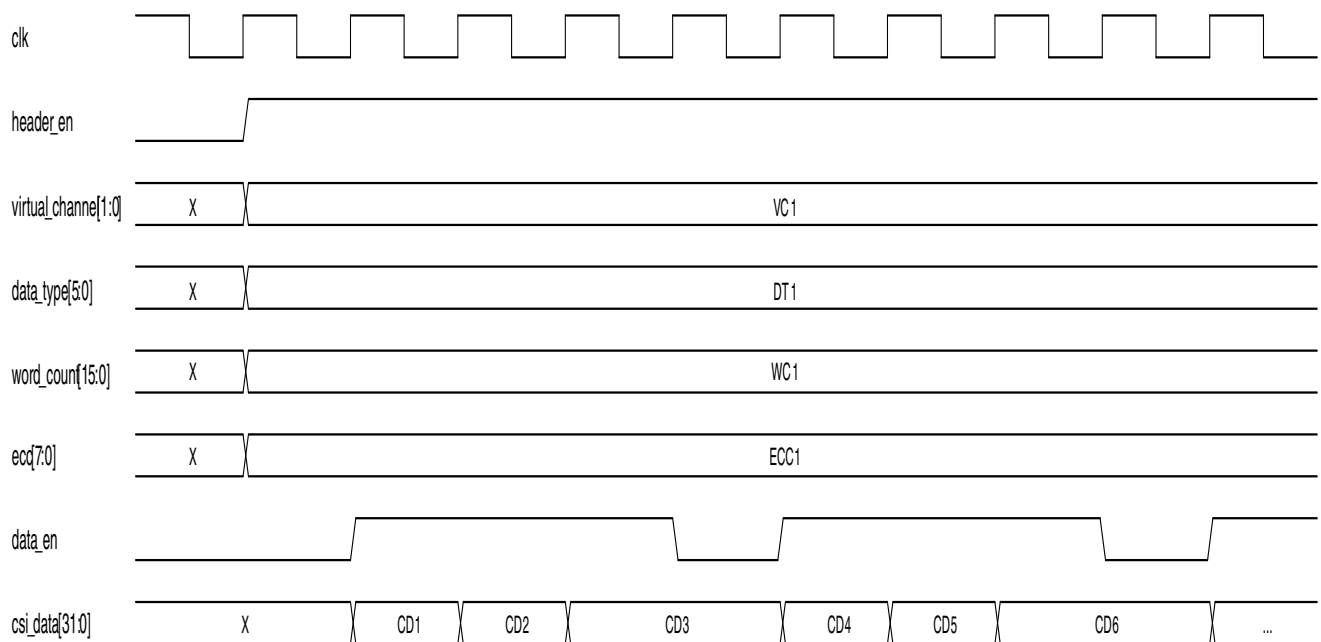 clk
header_en
virtual_channe[1:0] X VC1
data_type[5:0] X DT1
word_count[15:0] X WC1
ecc[7:0] X ECC1
data_en
csi_data[31:0] X CD1 CD2 CD3 CD4 CD5 CD6 ...